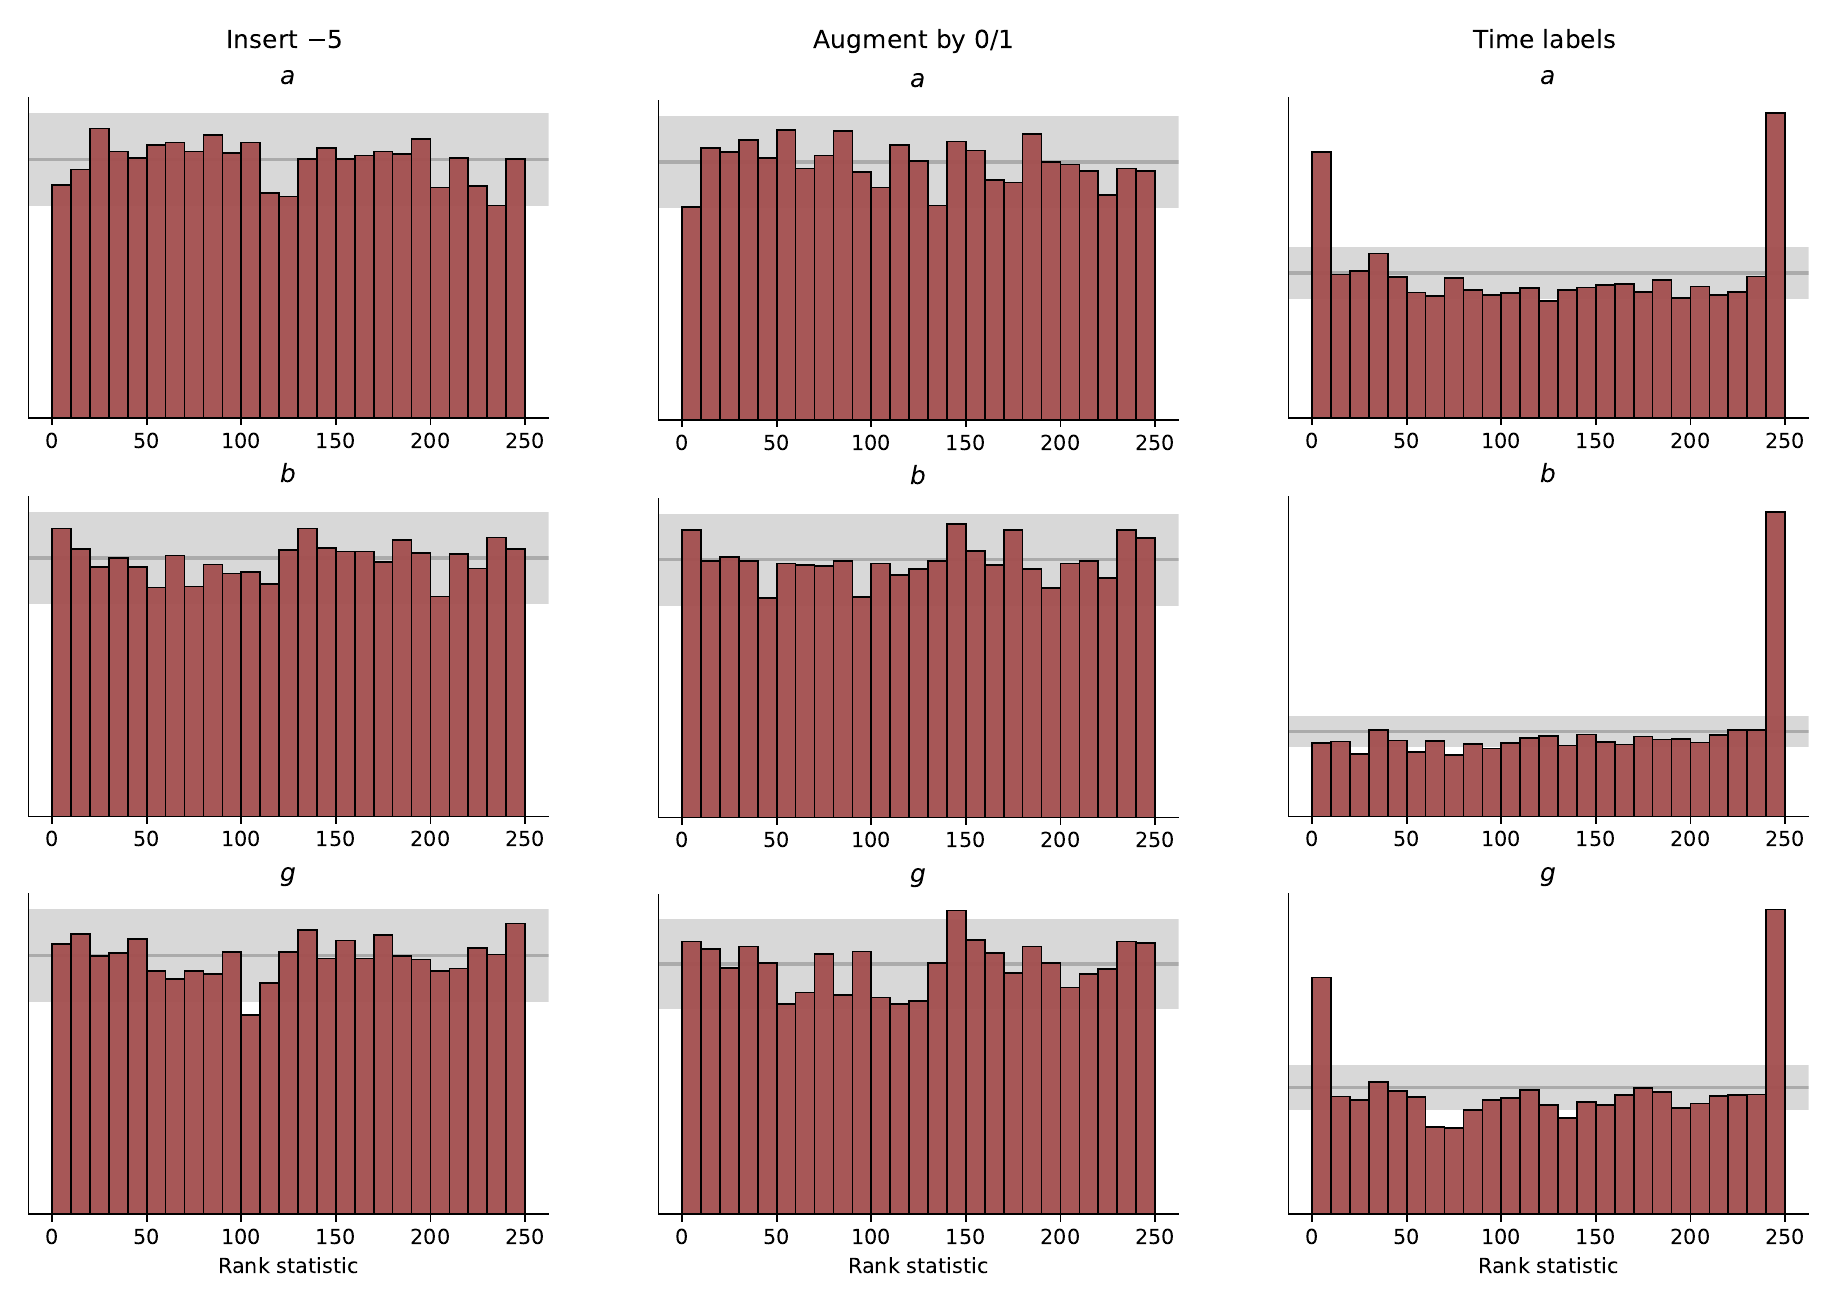 Insert −5 Augment by 0/1 Time labels
a a a
0 50 100 150 200 250 0 50 100 150 200 250 0 50 100 150 200 250
b b b
0 50 100 150 200 250 0 50 100 150 200 250 0 50 100 150 200 250
g g g
0 50 100 150 200 250 0 50 100 150 200 250 0 50 100 150 200 250
Rank statistic Rank statistic Rank statistic